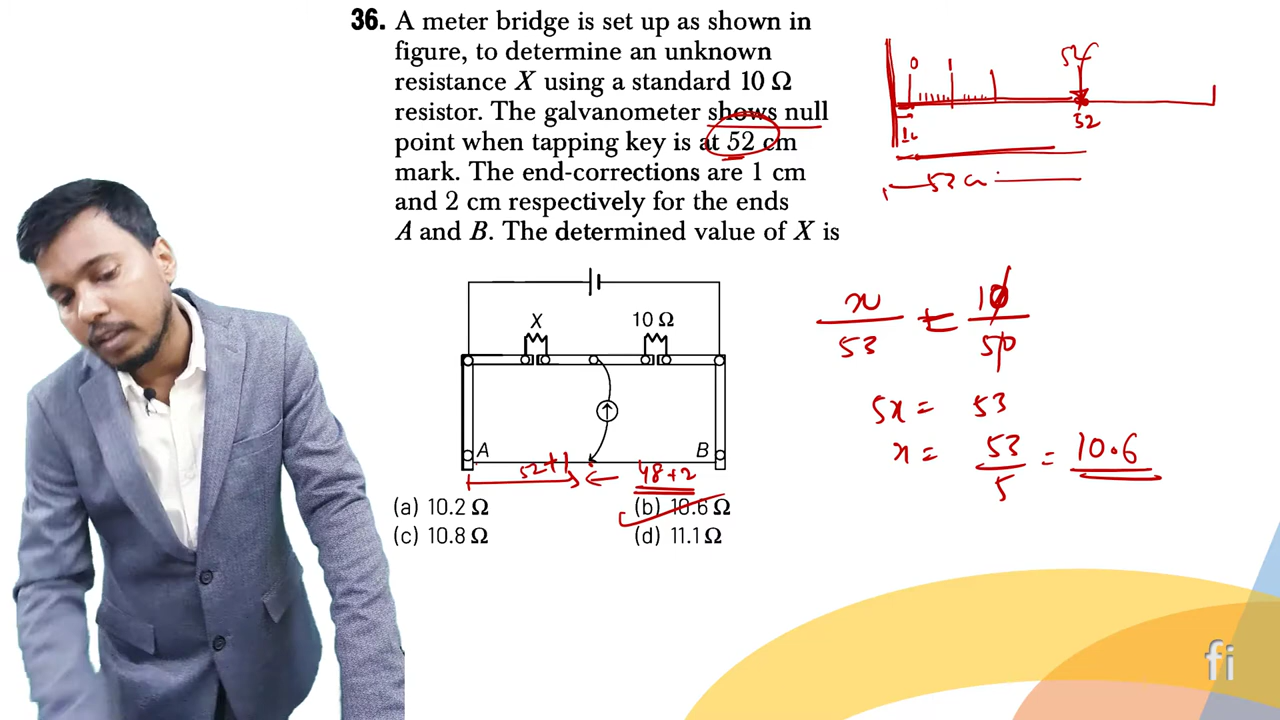 36. A meter bridge is set up as shown in
figure, to determine an unknown
resistance X using a standard 10 Ω
resistor. The galvanometer shows null
point when tapping key is at 52 cm
mark. The end-corrections are 1 cm
and 2 cm respectively for the ends
A and B. The determined value of X is
X
10 Ω
A
B
52+1
48+2
(a) 10.2 Ω
(b) 10.6 Ω
(c) 10.8 Ω
(d) 11.1 Ω
0 1
52
53 cm
x/53 = 10/50
5x = 53
x = 53/5 = 10.6
fi